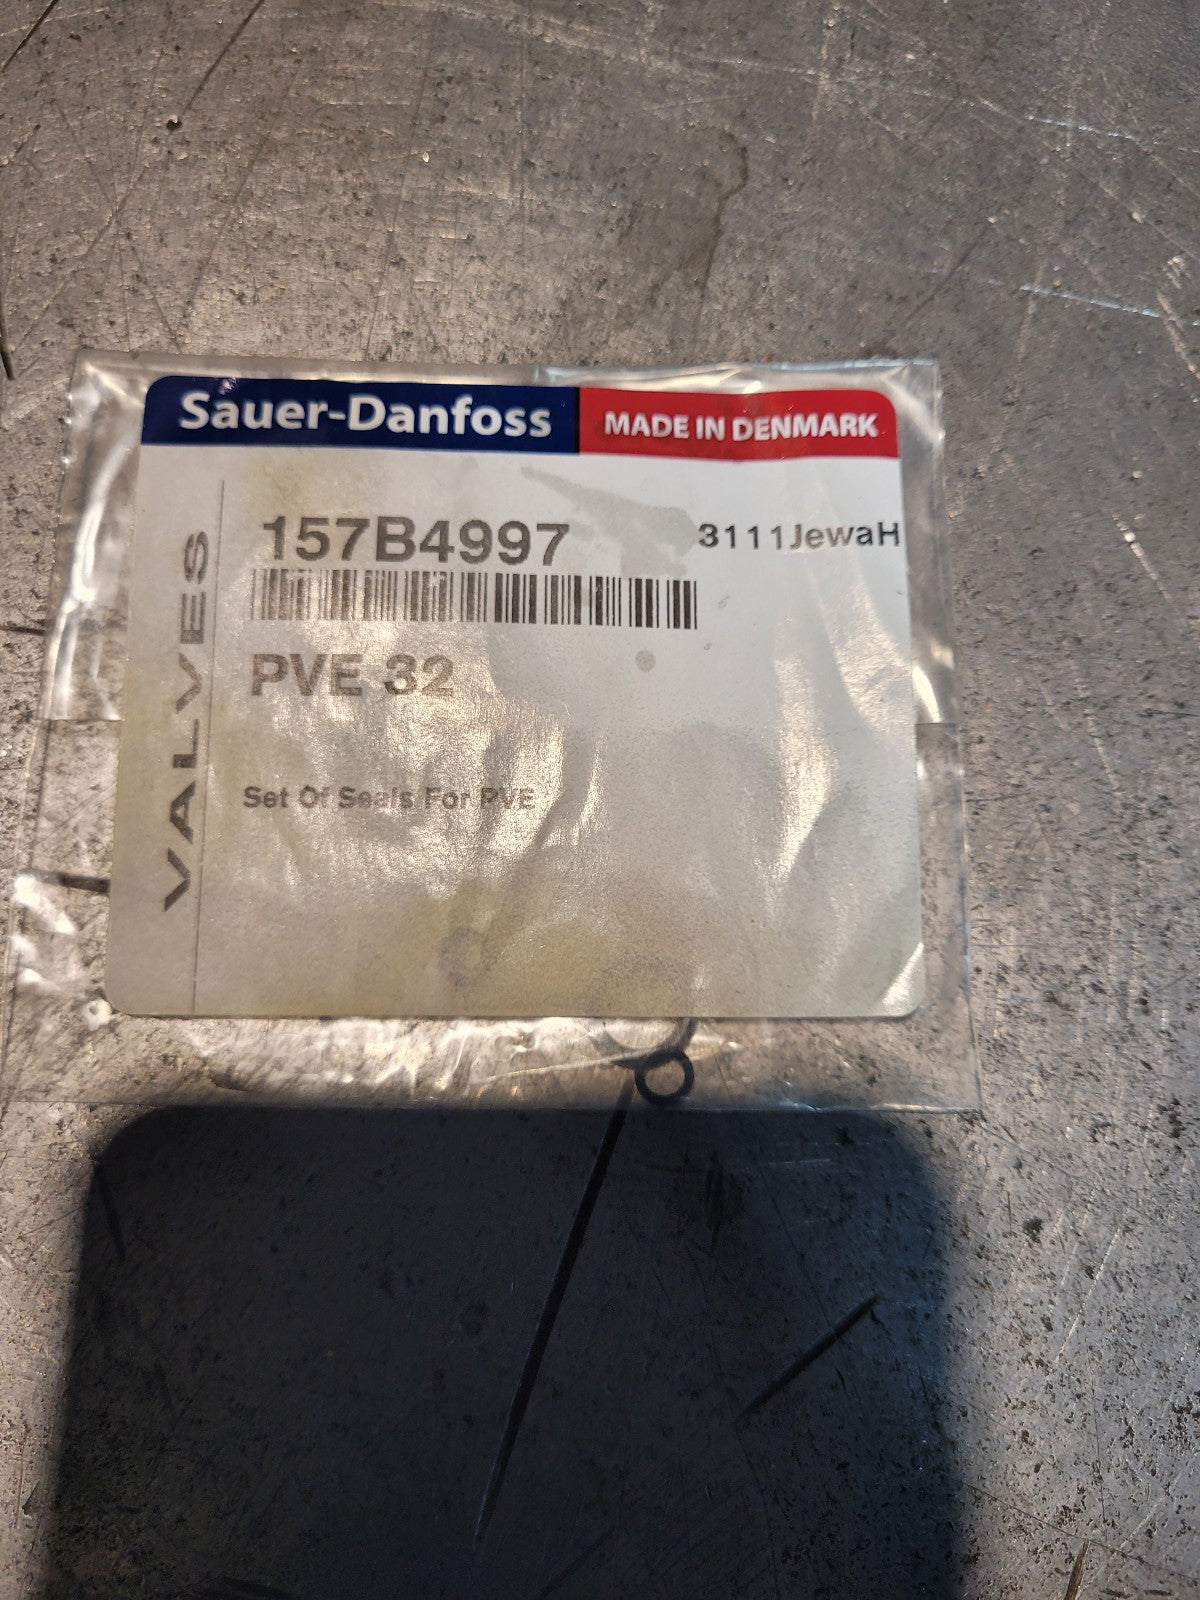 Sauer-Danfoss
MADE IN DENMARK
157B4997
3111JewaH
PVE 32
Set Of Seals For PVE
VALVES